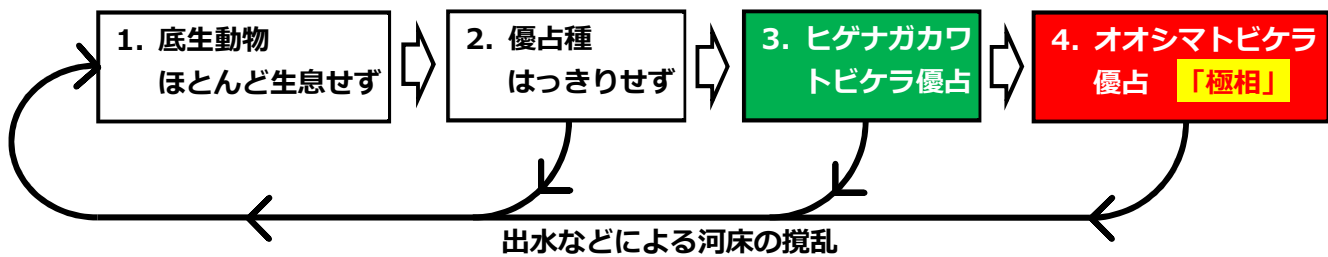 1. 底生動物
ほとんど生息せず
2. 優占種
はっきりせず
3. ヒゲナガカワ
トビケラ優占
4. オオシマトビケラ
優占 「極相」
出水などによる河床の撹乱